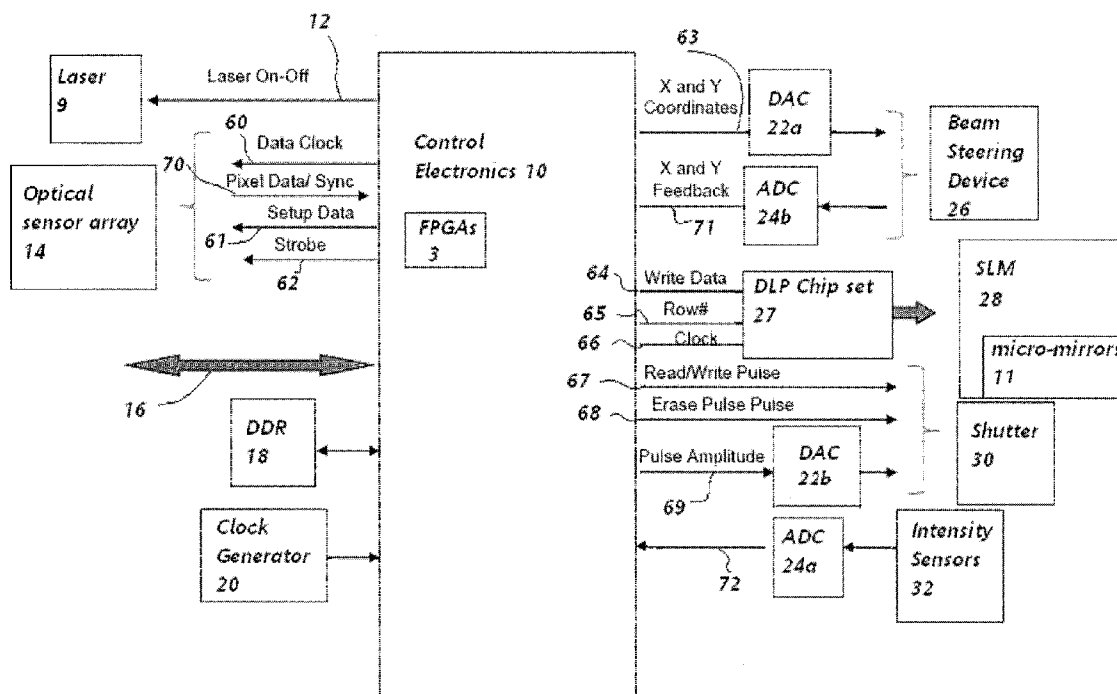 12
63
Laser
9
Laser On-Off
X and Y
Coordinates
DAC
22a
60
Data Clock
Control
Electronics 10
Beam
Steering
Device
26
70
Pixel Data/ Sync
X and Y
Feedback
ADC
24b
Optical
sensor array
14
Setup Data
61
FPGAs
3
71
Strobe
62
64
Write Data
DLP Chip set
27
SLM
28
65
Row#
66
Clock
micro-mirrors
11
67
Read/Write Pulse
16
68
Erase Pulse Pulse
DDR
18
Pulse Amplitude
DAC
22b
Shutter
30
69
Clock
Generator
20
ADC
24a
72
Intensity
Sensors
32